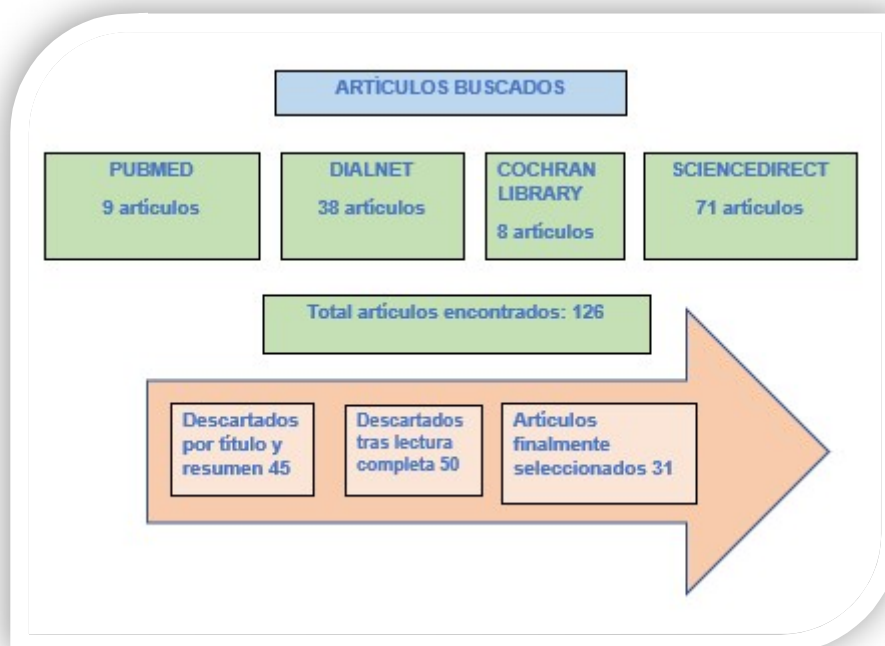 ARTÍCULOS BUSCADOS
PUBMED
9 artículos
DIALNET
38 artículos
COCHRAN
LIBRARY
8 artículos
SCIENCEDIRECT
71 artículos
Total artículos encontrados: 126
Descartados
por título y
resumen 45
Descartados
tras lectura
completa 50
Artículos
finalmente
seleccionados 31